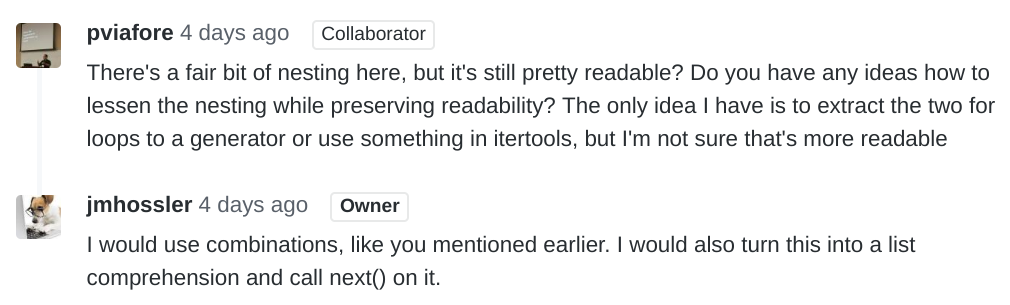 pviafore 4 days ago Collaborator
There's a fair bit of nesting here, but it's still pretty readable? Do you have any ideas how to
lessen the nesting while preserving readability? The only idea I have is to extract the two for
loops to a generator or use something in itertools, but I'm not sure that's more readable
jmhossler 4 days ago Owner
I would use combinations, like you mentioned earlier. I would also turn this into a list
comprehension and call next() on it.